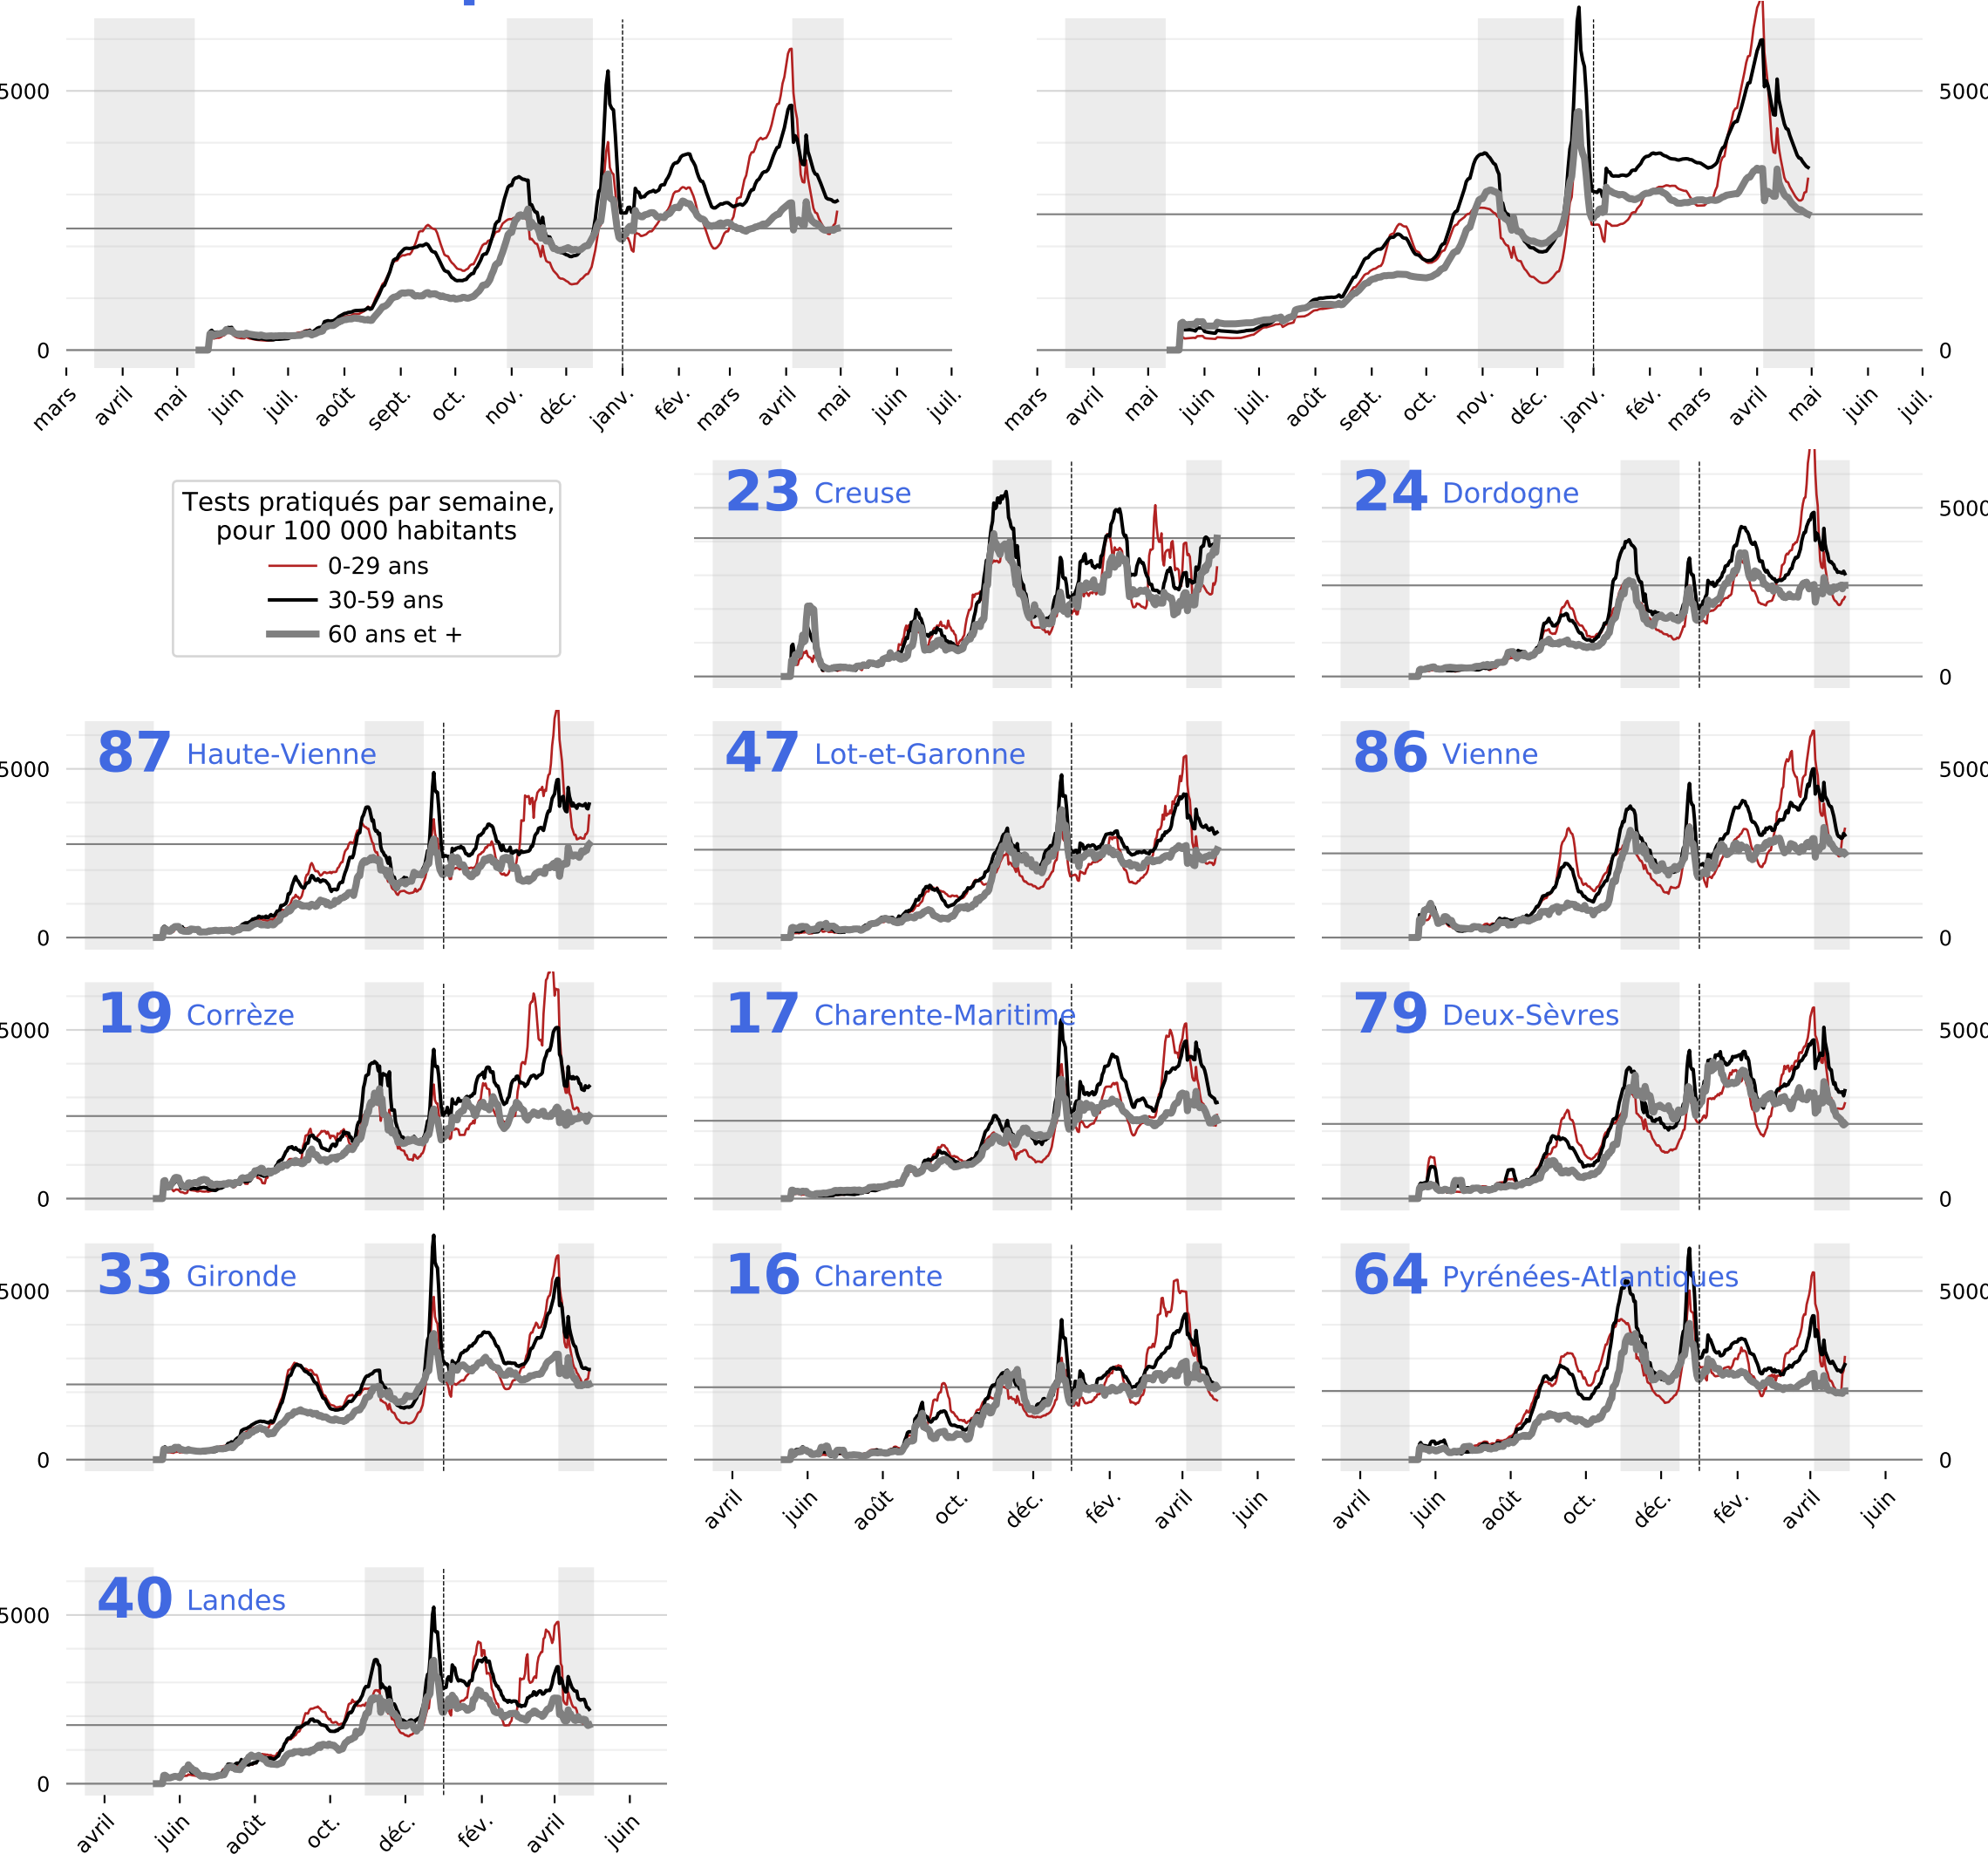 5000
5000
0
0
mars avril mai juin juil. août sept. oct. nov. déc. janv. fév. mars avril mai juin juil.
mars avril mai juin juil. août sept. oct. nov. déc. janv. fév. mars avril mai juin juil.
Tests pratiqués par semaine,
pour 100 000 habitants
0-29 ans
30-59 ans
60 ans et +
23 Creuse
24 Dordogne
5000
0
87 Haute-Vienne
47 Lot-et-Garonne
86 Vienne
5000
5000
0
0
19 Corrèze
17 Charente-Maritime
79 Deux-Sèvres
5000
5000
0
0
33 Gironde
16 Charente
64 Pyrénées-Atlantiques
5000
5000
0
0
avril juin août oct. déc. fév. avril juin
avril juin août oct. déc. fév. avril juin
40 Landes
5000
0
avril juin août oct. déc. fév. avril juin